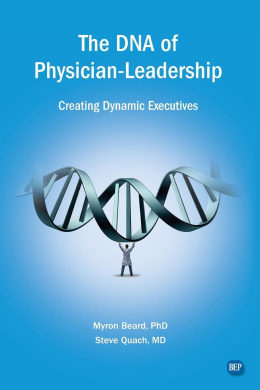 The DNA of
Physician-Leadership
Creating Dynamic Executives
Myron Beard, PhD
Steve Quach, MD
BEP